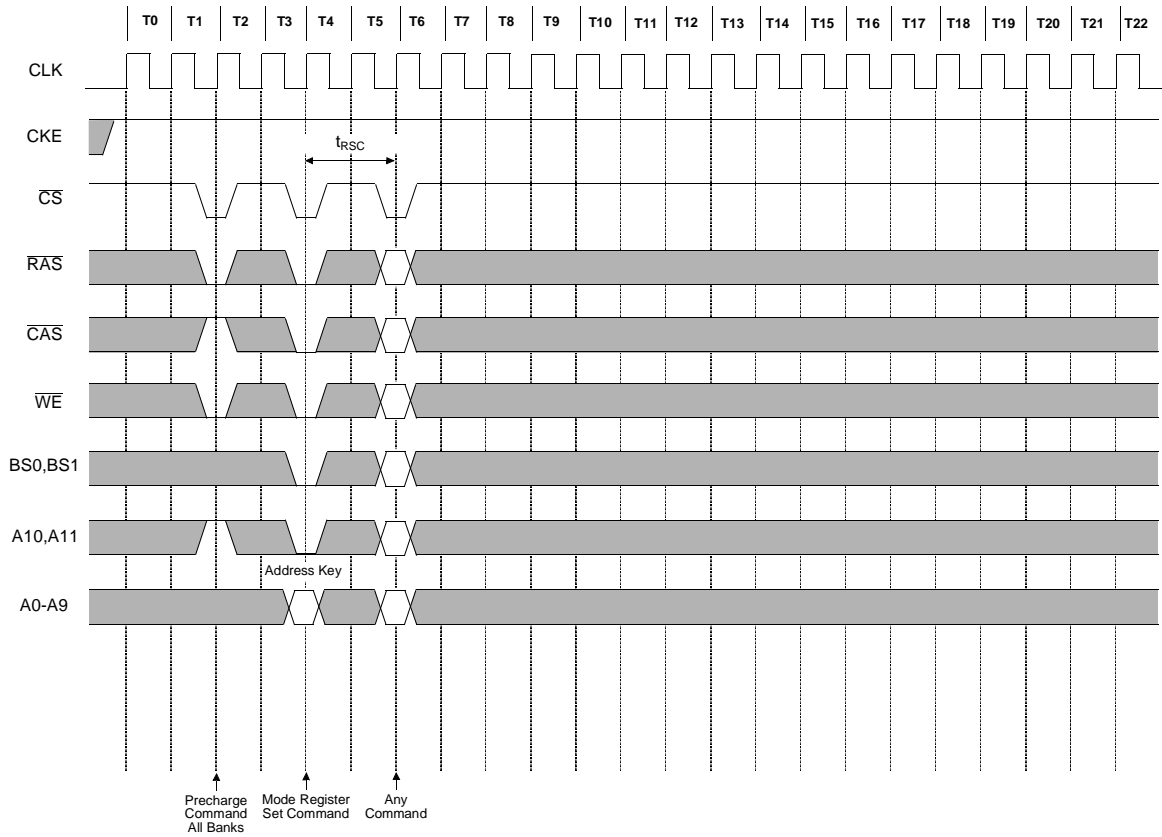 T0 T1 T2 T3 T4 T5 T6 T7 T8 T9 T10 T11 T12 T13 T14 T15 T16 T17 T18 T19 T20 T21 T22
CLK
CKE
tRSC
CS
RAS
CAS
WE
BS0,BS1
A10,A11
Address Key
A0-A9
Precharge
Command
All Banks
Mode Register
Set Command
Any
Command